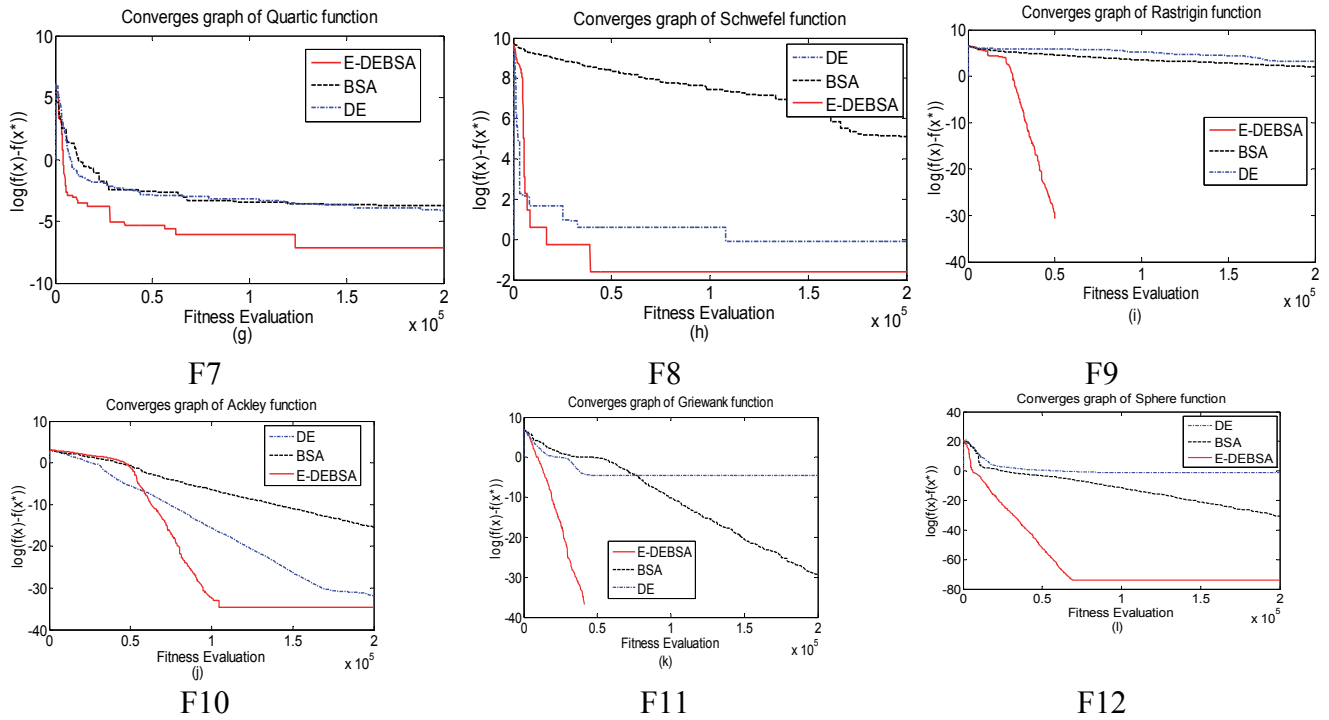 Converges graph of Quartic function
10
5
0
-5
-10
log(f(x)-f(x*))
E-DEBSA
BSA
DE
0
0.5
1
1.5
2
x 10^5
Fitness Evaluation
(g)
F7
Converges graph of Schwefel function
10
8
6
4
2
0
-2
log(f(x)-f(x*))
DE
BSA
E-DEBSA
0
0.5
1
1.5
2
x 10^5
Fitness Evaluation
(h)
F8
Converges graph of Rastrigin function
10
0
-10
-20
-30
-40
log(f(x)-f(x*))
E-DEBSA
BSA
DE
0
0.5
1
1.5
2
x 10^5
Fitness Evaluation
(i)
F9
Converges graph of Ackley function
10
0
-10
-20
-30
-40
log(f(x)-f(x*))
DE
BSA
E-DEBSA
0
0.5
1
1.5
2
x 10^5
Fitness Evaluation
(j)
F10
Converges graph of Griewank function
10
0
-10
-20
-30
-40
log(f(x)-f(x*))
E-DEBSA
BSA
DE
0
0.5
1
1.5
2
x 10^5
Fitness Evaluation
(k)
F11
Converges graph of Sphere function
40
20
0
-20
-40
-60
-80
log(f(x)-f(x*))
DE
BSA
E-DEBSA
0
0.5
1
1.5
2
x 10^5
Fitness Evaluation
(l)
F12